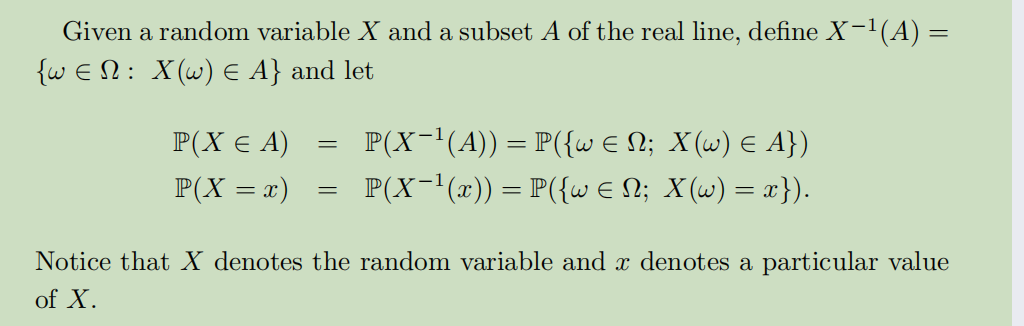 Given a random variable X and a subset A of the real line, define X⁻¹(A) =
{ω ∈ Ω : X(ω) ∈ A} and let
ℙ(X ∈ A) = ℙ(X⁻¹(A)) = ℙ({ω ∈ Ω; X(ω) ∈ A})
ℙ(X = x) = ℙ(X⁻¹(x)) = ℙ({ω ∈ Ω; X(ω) = x}).
Notice that X denotes the random variable and x denotes a particular value
of X.